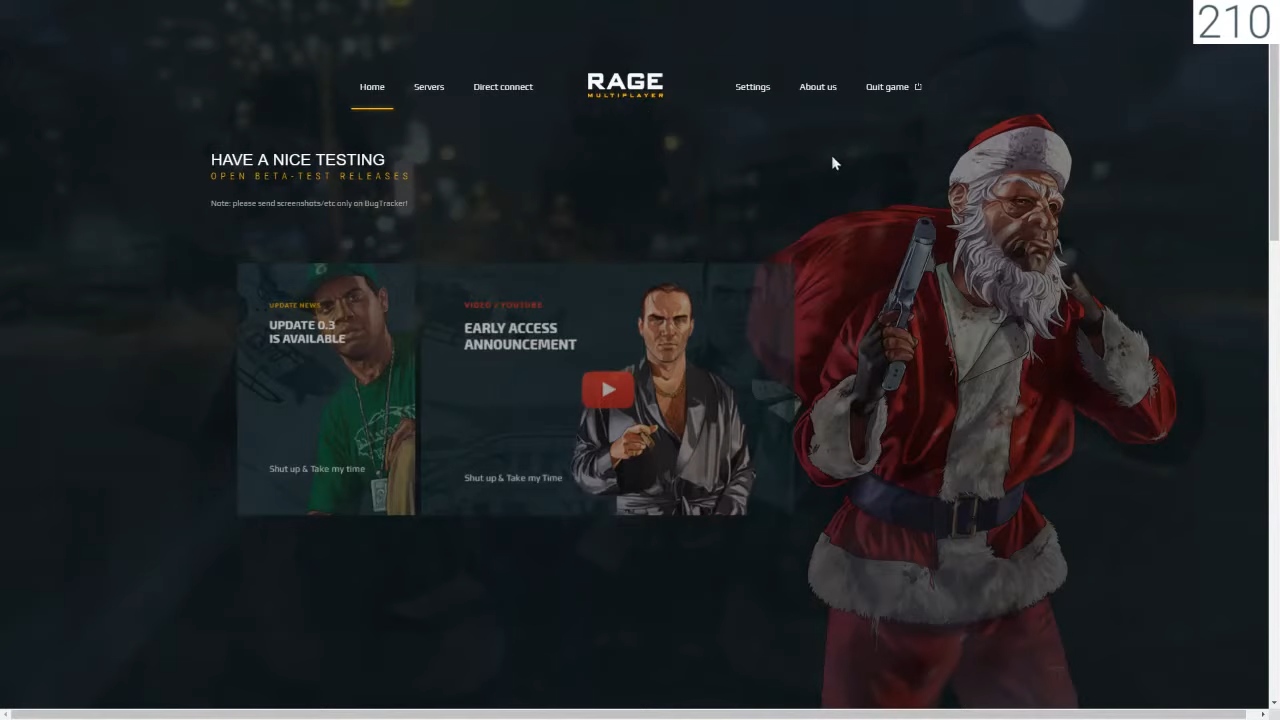 210
Home
Servers
Direct connect
RAGE
MULTIPLAYER
Settings
About us
Quit game
HAVE A NICE TESTING
OPEN BETA-TEST RELEASES
Note: please send screenshots/etc only on BugTracker!
UPDATE NEWS
UPDATE 0.3
IS AVAILABLE
Shut up & Take my time
VIDEO / YOUTUBE
EARLY ACCESS
ANNOUNCEMENT
Shut up & Take my Time